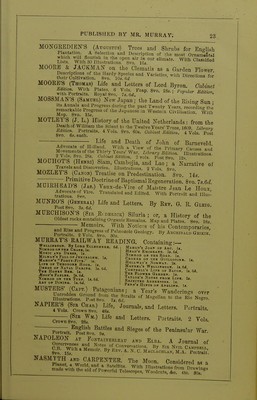 PUBLISHED BY MR. MURRAY. 23
MONGREDIEN'S (AUGUSTUS) Trees and Shrubs for English
Plantation. A Selection and Description of the most Ornamental
which will flourish in the open air in our climate. With Classified
Lists. With 30 Illustrations. 8vo. 16s.
MOORE & JACKMAN on the Clematis as a Garden Flower.
Descriptions of the Hardy Species and Varieties, with Directions for
their Cultivation. 8vo. 10s. 6d.
MOORE'S (THOMAS) Life and Letters of Lord Byron. Cabinet
Edition. With Plates. 6 Vols. Fcap. 8vo. 18s.; Popular Edition,
with Portraits. Royal 8vo. 7s. 6d.
MOSSMAN'S (SAMUEL) New Japan; the Land of the Rising Sun;
its Annals and Progress during the past Twenty Years, recording the
remarkable Progress of the Japanese in Western Civilisation. With
Map. 8vo. 15s.
MOTLEY'S (J. L.) History of the United Netherlands: from the
Death of William the Silent to the Twelve Years' Truce, 1609. Library
Edition. Portraits. 4 Vols. 8vo. 60s. Cabinet Edition. 4 Vols. Post
8vo. 6s. each.
Life and Death of John of Barneveld,
Advocate of Holland. With a View of the Primary Causes and
Movements of the Thirty Years' War. Library Edition. Illustrations.
2 Vols. 8vo. 28s. Cabinet Edition. 2 vols. Post 8vo. 12s.
MOUHOT'S (HENRI) Siam, Cambojia, and Lao; a Narrative of
Travels and Discoveries. Illustrations. 2 Vols. 8vo.
MOZLEY'S (CANON) Treatise on Predestination. 8vo. 14s.
Primitive Doctrine of Baptismal Regeneration. 8vo. 7s.6d
MUIRHEAD'S (JAS.) Vaux-de-Vire of Maistre Jean Le Houx,
Advocate of Vire. Translated and Edited. With Portrait and Illustrations. 8vo.
MUNRO'S (GENERAL) Life and Letters. By REV. G. R. GLEIG.
Post 8vo. 3s. 6d.
MURCHISON'S (SIR RODERICK) Siluria; or, a History of the
Oldest rocks containing Organic Remains. Map and Plates. 8vo. 18s.
Memoirs. With Notices of his Contemporaries,
and Rise and Progress of Palæozoic Geology. By ARCHIBALD GEIKIE.
Portraits. 2 Vols. 8vo. 30s.
MURRAY'S RAILWAY READING. Containing:—
MUSTERS' (CAPT.) Patagonians; a Year's Wanderings over
Untrodden Ground from the Straits of Magellan to the Rio Negro.
Illustrations. Post 8vo. 7s. 6d.
NAPIER'S (SIR CHAS.) Life, Journals, and Letters. Portraits.
4 Vols. Crown 8vo. 48s.
(SIR WM.) Life and Letters. Portraits. 2 Vols.
Crown 8vo. 28s.
English Battles and Sieges of the Peninsular War.
Portrait. Post 8vo. 9s.
NAPOLEON AT FONTAINEBLEAU AND ELBA. A Journal of
Occurrences and Notes of Conversations. By SIR NEIL CAMPBELL,
C.B. With a Memoir. By REV. A. N. C. MACLACHLAN, M.A. Portrait.
8vo. 15s.
NASMYTH AND CARPENTER. The Moon. Considered as a
Planet, a World, and a Satellite. With Illustrations from Drawings
made with the aid of Powerful Telescopes, Woodcuts, &c. 4to. 30s.